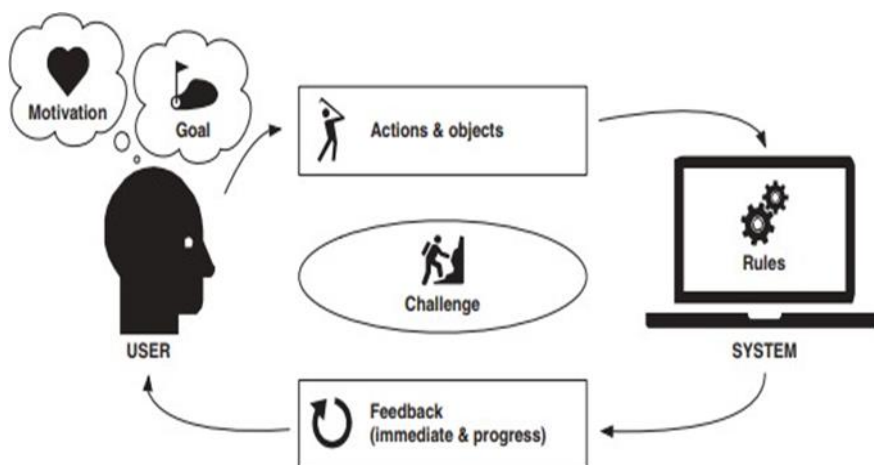 Motivation
Goal
Actions & objects
Rules
Challenge
USER
SYSTEM
Feedback
(immediate & progress)